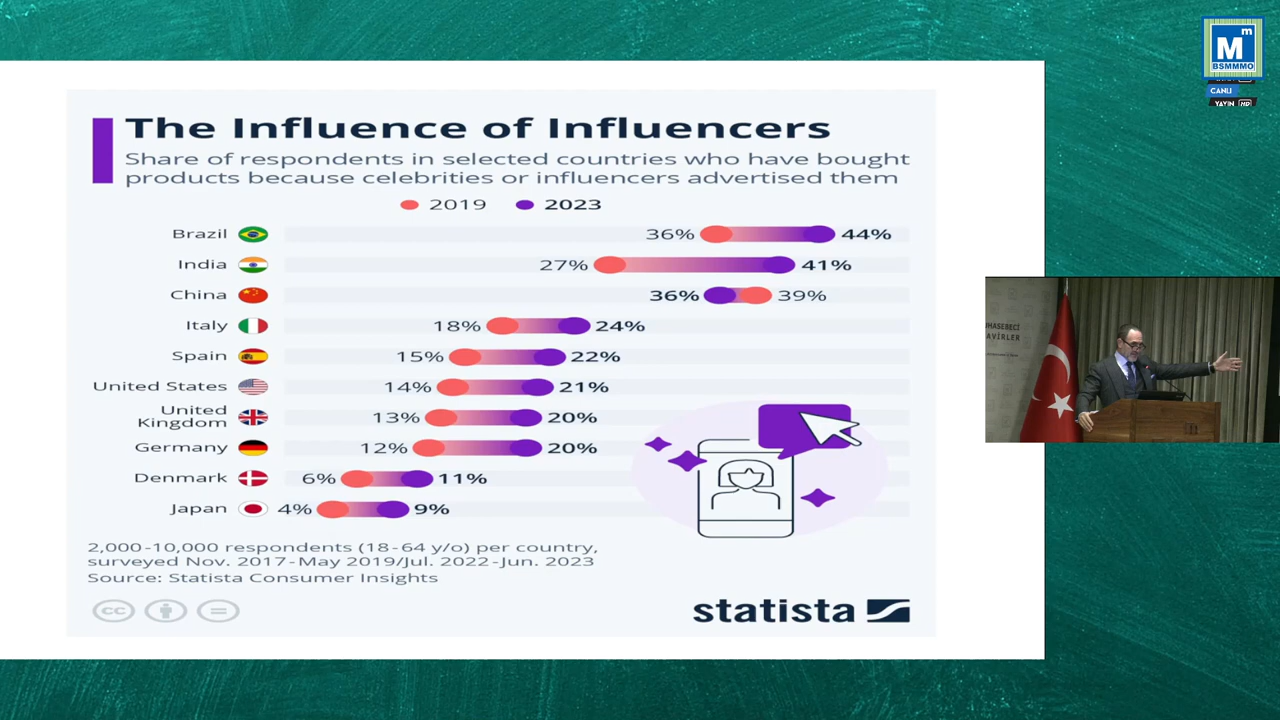 M
m
BSMMMO
CANLI
YAYIN HD
The Influence of Influencers
Share of respondents in selected countries who have bought
products because celebrities or influencers advertised them
2019 2023
Brazil 36% 44%
India 27% 41%
China 36% 39%
Italy 18% 24%
Spain 15% 22%
United States 14% 21%
United
Kingdom 13% 20%
Germany 12% 20%
Denmark 6% 11%
Japan 4% 9%
2,000-10,000 respondents (18-64 y/o) per country,
surveyed Nov. 2017-May 2019/Jul. 2022-Jun. 2023
Source: Statista Consumer Insights
cc
statista